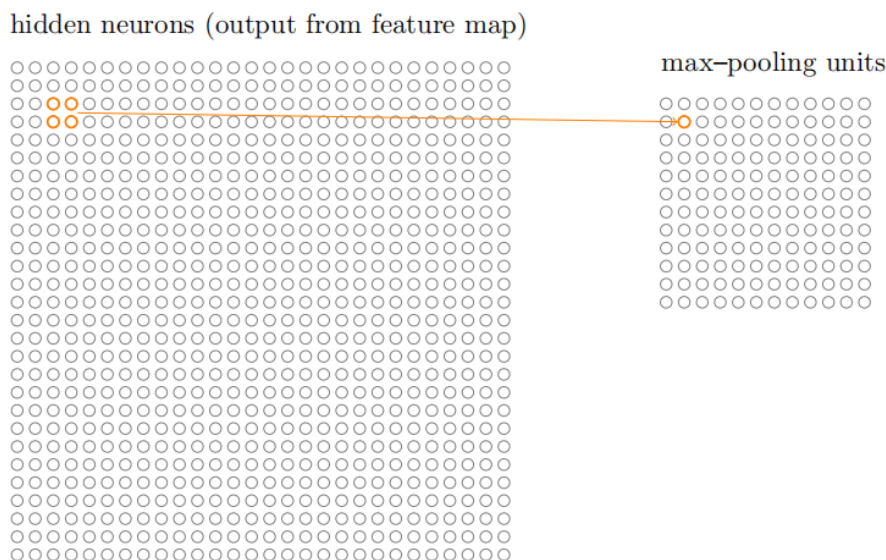 hidden neurons (output from feature map)
max–pooling units